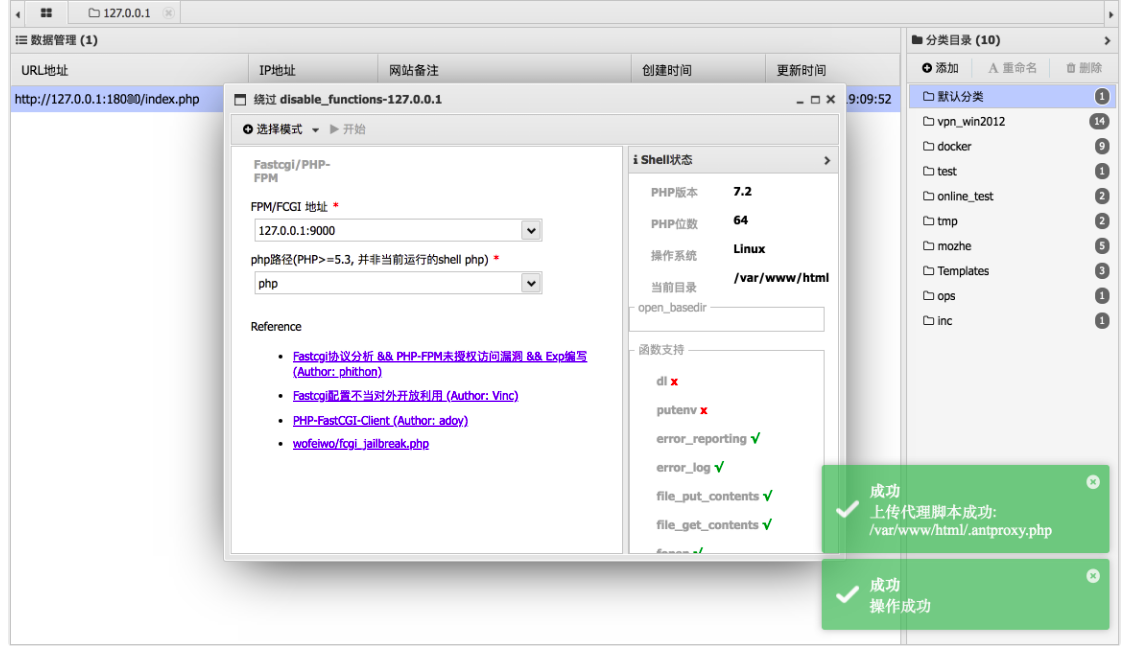 127.0.0.1
数据管理 (1)
URL地址 IP地址 网站备注 创建时间 更新时间
http://127.0.0.1:18080/index.php
绕过 disable_functions-127.0.0.1
9:09:52
选择模式 开始
Fastcgi/PHP-
FPM
FPM/FCGI 地址 *
127.0.0.1:9000
php路径(PHP>=5.3, 并非当前运行的shell php) *
php
Reference
Fastcgi协议分析 && PHP-FPM未授权访问漏洞 && Exp编写
(Author: phithon)
Fastcgi配置不当对外开放利用 (Author: Vinc)
PHP-FastCGI-Client (Author: adoy)
wofeiwo/fcgi_jailbreak.php
Shell状态
PHP版本 7.2
PHP位数 64
操作系统 Linux
当前目录 /var/www/html
open_basedir
函数支持
dl x
putenv x
error_reporting √
error_log √
file_put_contents √
file_get_contents √
分类目录 (10)
添加 重命名 删除
默认分类 1
vpn_win2012 14
docker 9
test 1
online_test 2
tmp 2
mozhe 5
Templates 3
ops 1
inc 1
成功
上传代理脚本成功:
/var/www/html/.antproxy.php
成功
操作成功